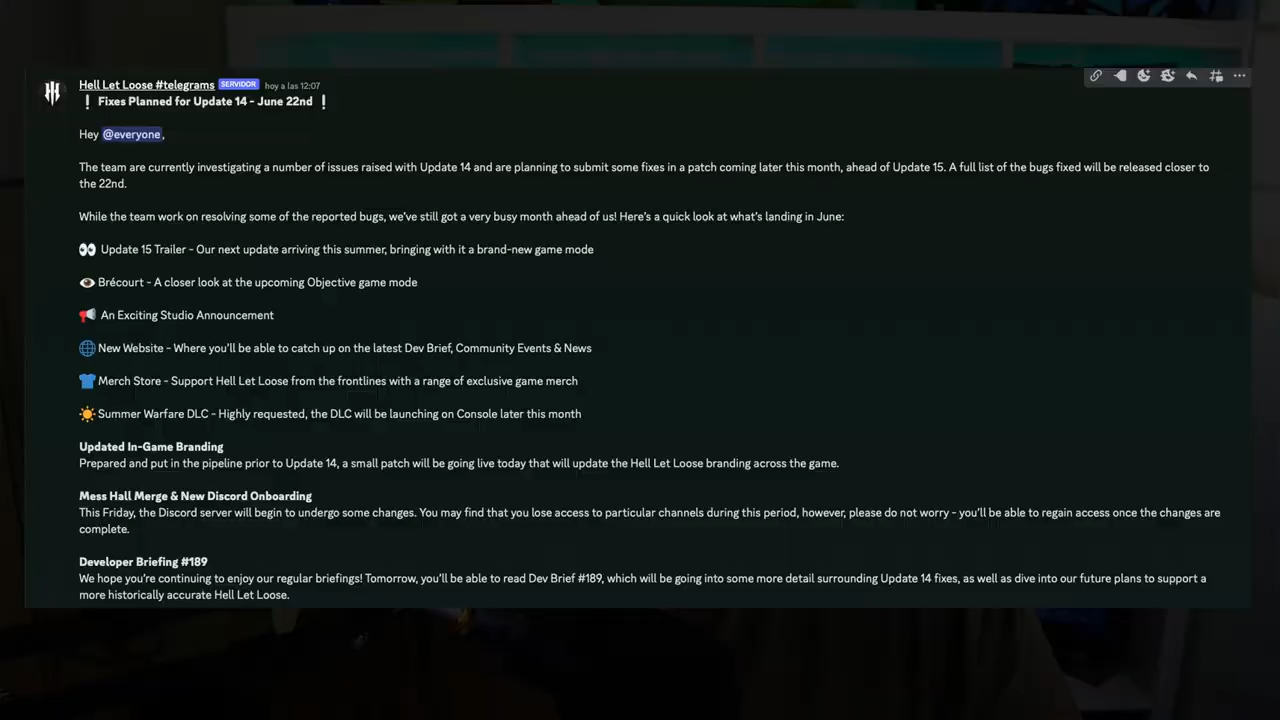 Hell Let Loose #telegrams SERVIDOR hoy a las 12:07
❗ Fixes Planned for Update 14 - June 22nd ❗
Hey @everyone,
The team are currently investigating a number of issues raised with Update 14 and are planning to submit some fixes in a patch coming later this month, ahead of Update 15. A full list of the bugs fixed will be released closer to
the 22nd.
While the team work on resolving some of the reported bugs, we've still got a very busy month ahead of us! Here's a quick look at what's landing in June:
👀 Update 15 Trailer - Our next update arriving this summer, bringing with it a brand-new game mode
👁️ Brécourt - A closer look at the upcoming Objective game mode
📢 An Exciting Studio Announcement
🌐 New Website - Where you'll be able to catch up on the latest Dev Brief, Community Events & News
👕 Merch Store - Support Hell Let Loose from the frontlines with a range of exclusive game merch
☀️ Summer Warfare DLC - Highly requested, the DLC will be launching on Console later this month
Updated In-Game Branding
Prepared and put in the pipeline prior to Update 14, a small patch will be going live today that will update the Hell Let Loose branding across the game.
Mess Hall Merge & New Discord Onboarding
This Friday, the Discord server will begin to undergo some changes. You may find that you lose access to particular channels during this period, however, please do not worry - you'll be able to regain access once the changes are
complete.
Developer Briefing #189
We hope you're continuing to enjoy our regular briefings! Tomorrow, you'll be able to read Dev Brief #189, which will be going into some more detail surrounding Update 14 fixes, as well as dive into our future plans to support a
more historically accurate Hell Let Loose.